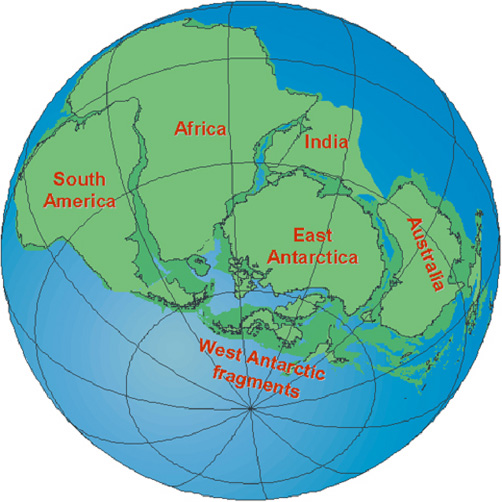 Africa
India
South
America
East
Antarctica
Australia
West Antarctic
fragments